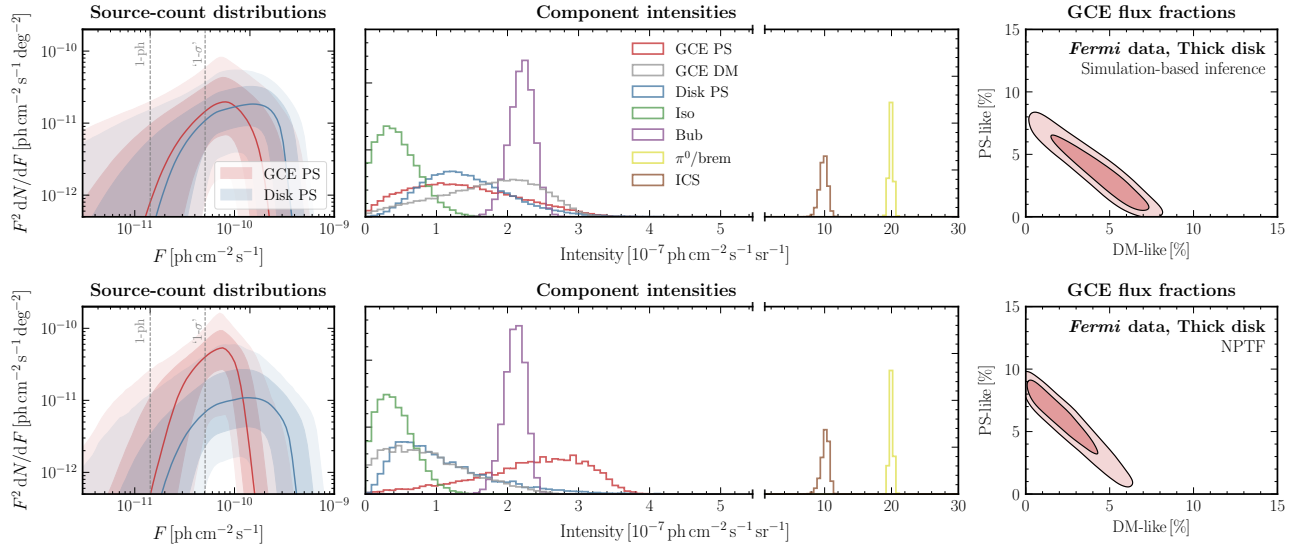 Source-count distributions
10⁻¹⁰
10⁻¹¹
10⁻¹²
F² dN/dF [ph cm⁻² s⁻¹ deg⁻²]
1-ph
'1-σ'
GCE PS
Disk PS
10⁻¹¹
10⁻¹⁰
10⁻⁹
F [ph cm⁻² s⁻¹]
Component intensities
GCE PS
GCE DM
Disk PS
Iso
Bub
π⁰/brem
ICS
0 1 2 3 4 5
10 20 30
Intensity [10⁻⁷ ph cm⁻² s⁻¹ sr⁻¹]
GCE flux fractions
Fermi data, Thick disk
Simulation-based inference
15
10
5
0
PS-like [%]
0 5 10 15
DM-like [%]
Source-count distributions
10⁻¹⁰
10⁻¹¹
10⁻¹²
F² dN/dF [ph cm⁻² s⁻¹ deg⁻²]
1-ph
'1-σ'
GCE PS
Disk PS
10⁻¹¹
10⁻¹⁰
10⁻⁹
F [ph cm⁻² s⁻¹]
Component intensities
0 1 2 3 4 5
10 20 30
Intensity [10⁻⁷ ph cm⁻² s⁻¹ sr⁻¹]
GCE flux fractions
Fermi data, Thick disk
NPTF
15
10
5
0
PS-like [%]
0 5 10 15
DM-like [%]